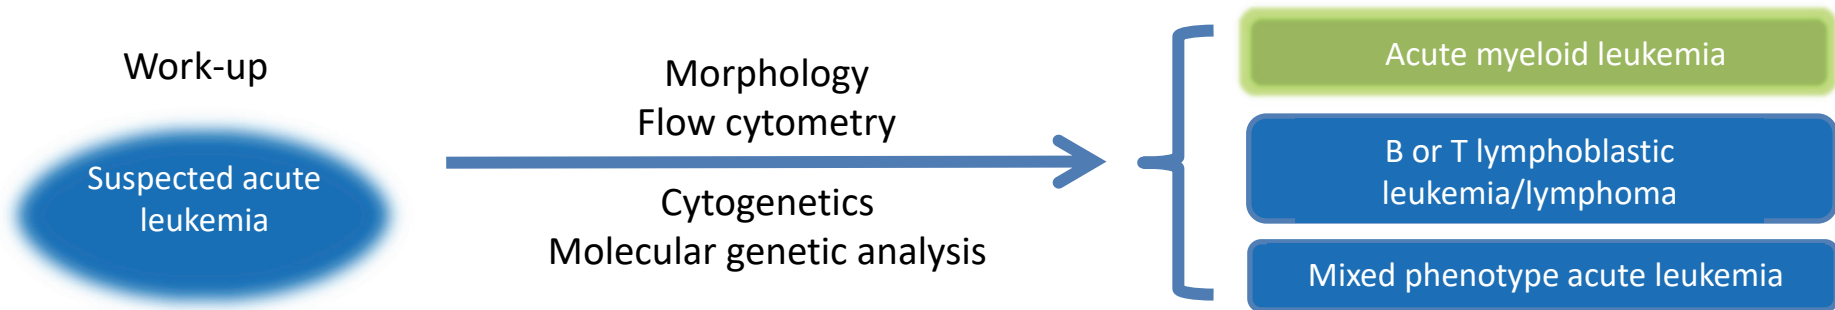 Work-up
Suspected acute
leukemia
Morphology
Flow cytometry
Cytogenetics
Molecular genetic analysis
Acute myeloid leukemia
B or T lymphoblastic
leukemia/lymphoma
Mixed phenotype acute leukemia